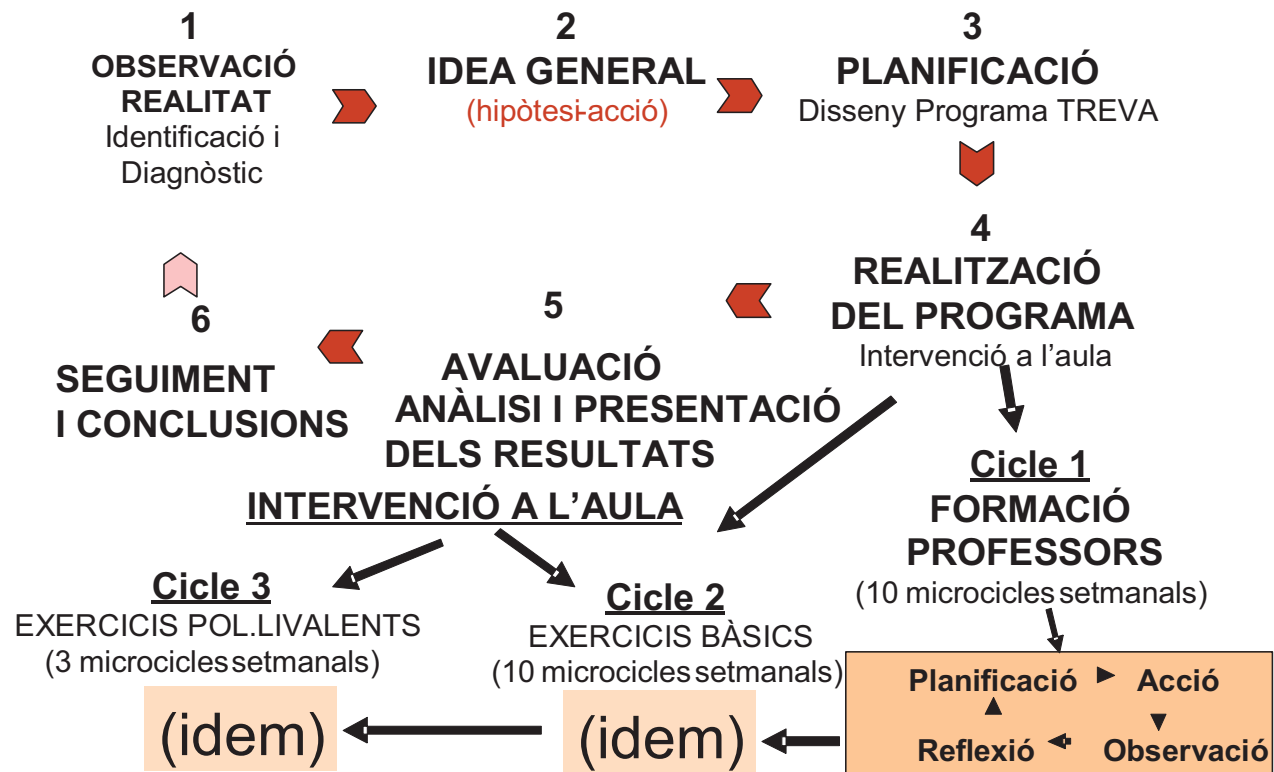 1
OBSERVACIÓ
REALITAT
Identificació i
Diagnòstic
2
IDEA GENERAL
(hipòtesi-acció)
3
PLANIFICACIÓ
Disseny Programa TREVA
4
REALITZACIÓ
DEL PROGRAMA
Intervenció a l’aula
5
AVALUACIÓ
ANÀLISI I PRESENTACIÓ
DELS RESULTATS
6
SEGUIMENT
I CONCLUSIONS
INTERVENCIÓ A L’AULA
Cicle 1
FORMACIÓ
PROFESSORS
(10 microcicles setmanals)
Cicle 2
EXERCICIS BÀSICS
(10 microcicles setmanals)
Cicle 3
EXERCICIS POL.LIVALENTS
(3 microcicles setmanals)
Planificació Acció
Reflexió Observació
(idem)
(idem)